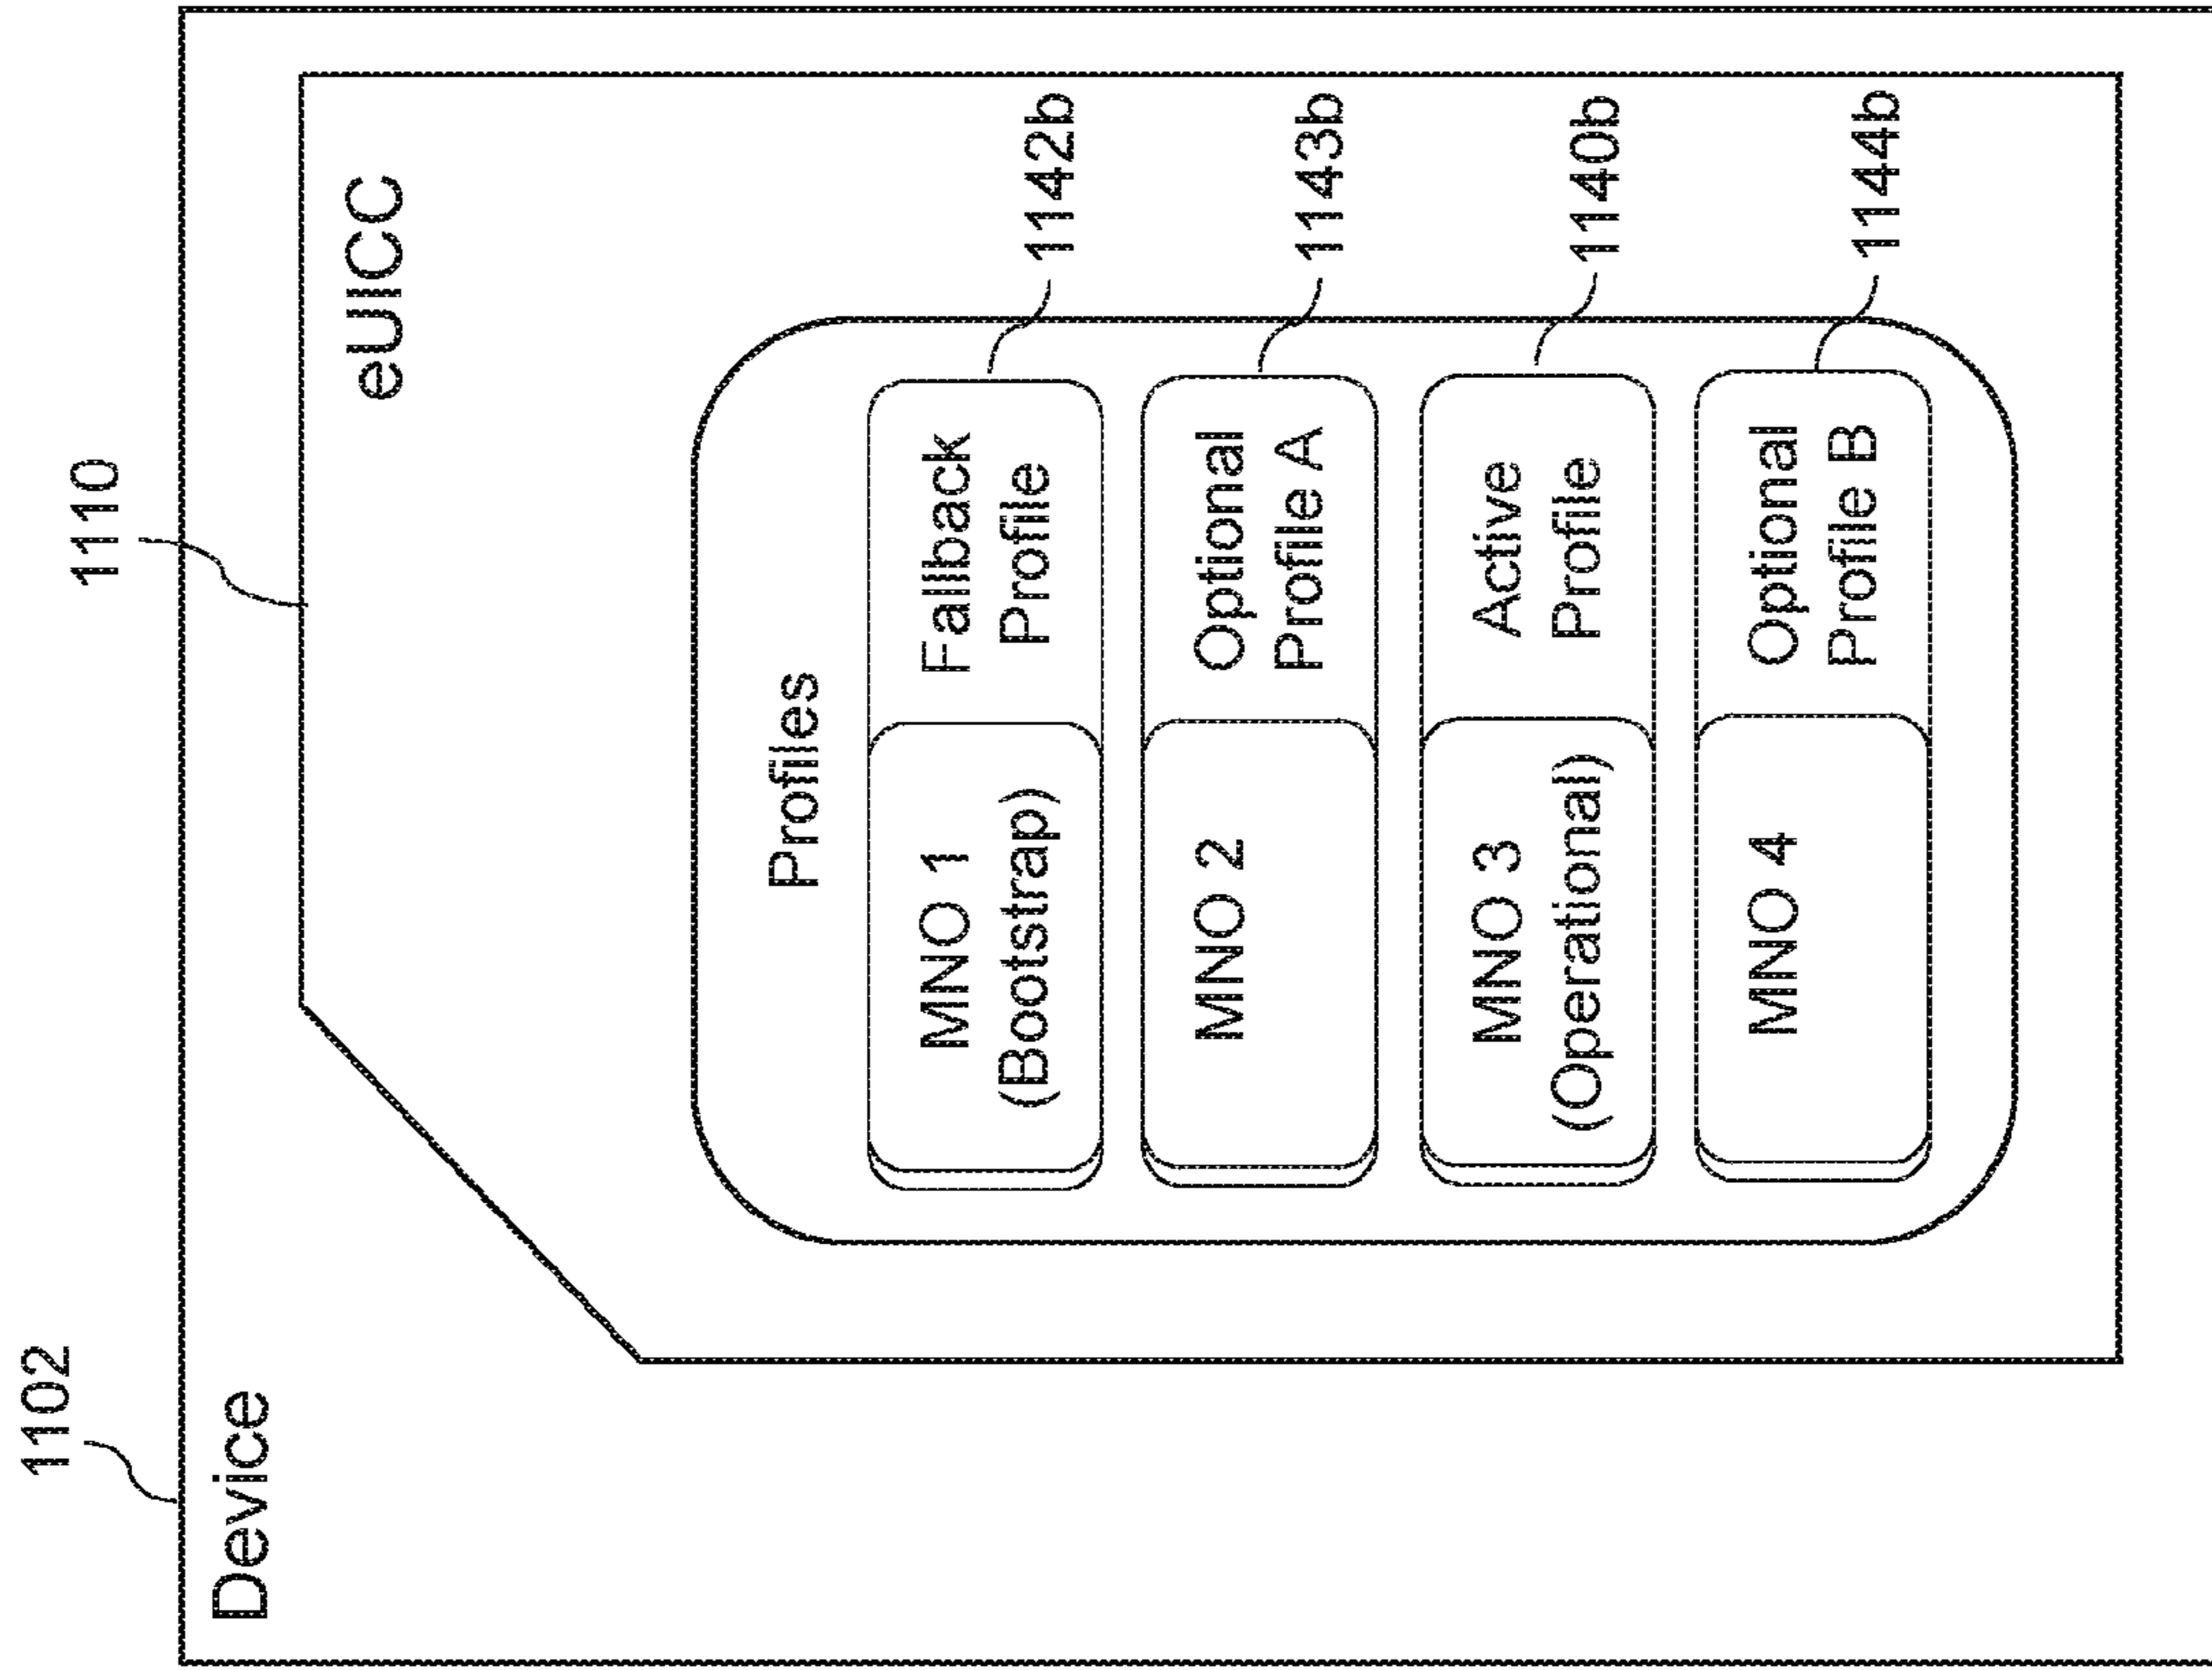 1102
1110
Device
eUICC
Profiles
MNO 1
(Bootstrap)
Fallback
Profile
1142b
MNO 2
Optional
Profile A
1143b
MNO 3
(Operational)
Active
Profile
1140b
MNO 4
Optional
Profile B
1144b